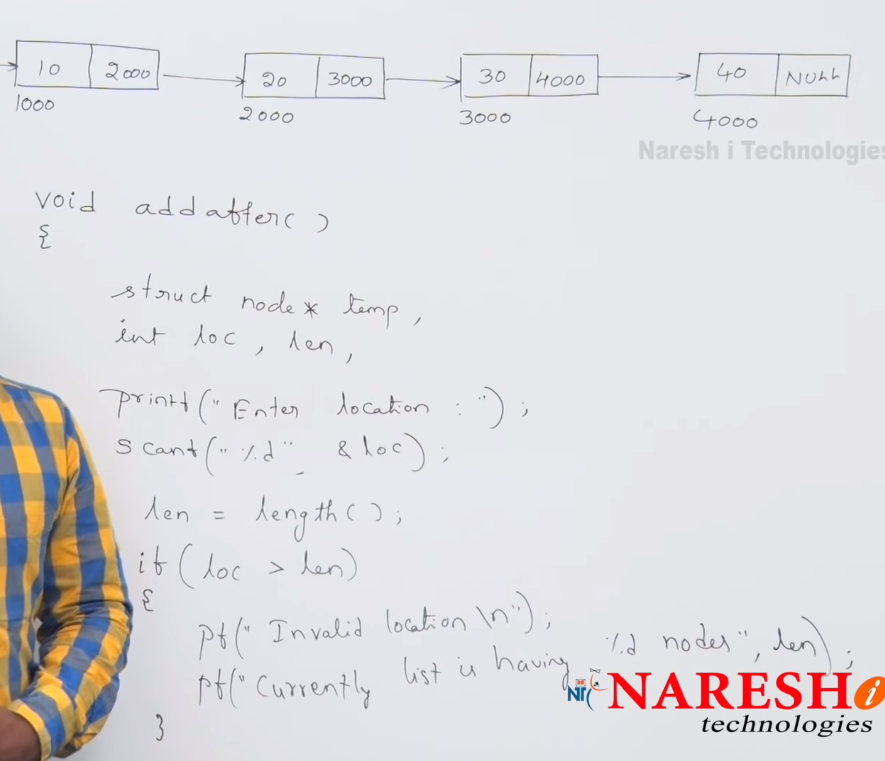 10 2000 20 3000 30 4000 40 NULL
1000 2000 3000 4000
Naresh i Technologies
void addafter( )
{
struct node* temp,
int loc, len,
printf("Enter location : ");
scanf("%d", &loc);
len = length( );
if(loc > len)
{
pf("Invalid location \n");
pf("Currently list is having %d nodes", len);
}
NT
NARESH i
technologies